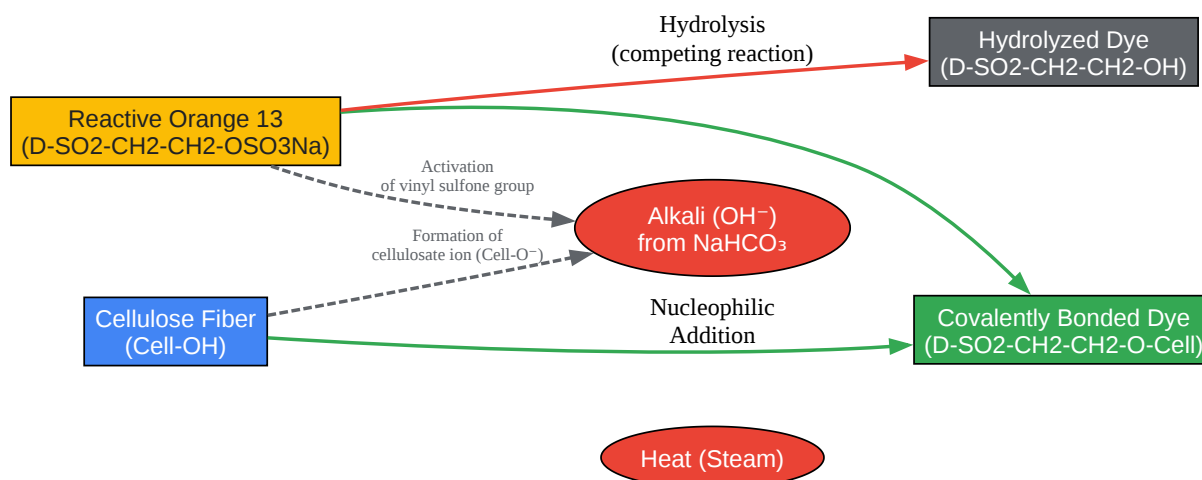 Hydrolysis
(competing reaction)
Hydrolyzed Dye
(D-SO2-CH2-CH2-OH)
Reactive Orange 13
(D-SO2-CH2-CH2-OSO3Na)
Activation
of vinyl sulfone group
Alkali (OH⁻)
from NaHCO₃
Formation of
cellulosate ion (Cell-O⁻)
Cellulose Fiber
(Cell-OH)
Nucleophilic
Addition
Covalently Bonded Dye
(D-SO2-CH2-CH2-O-Cell)
Heat (Steam)